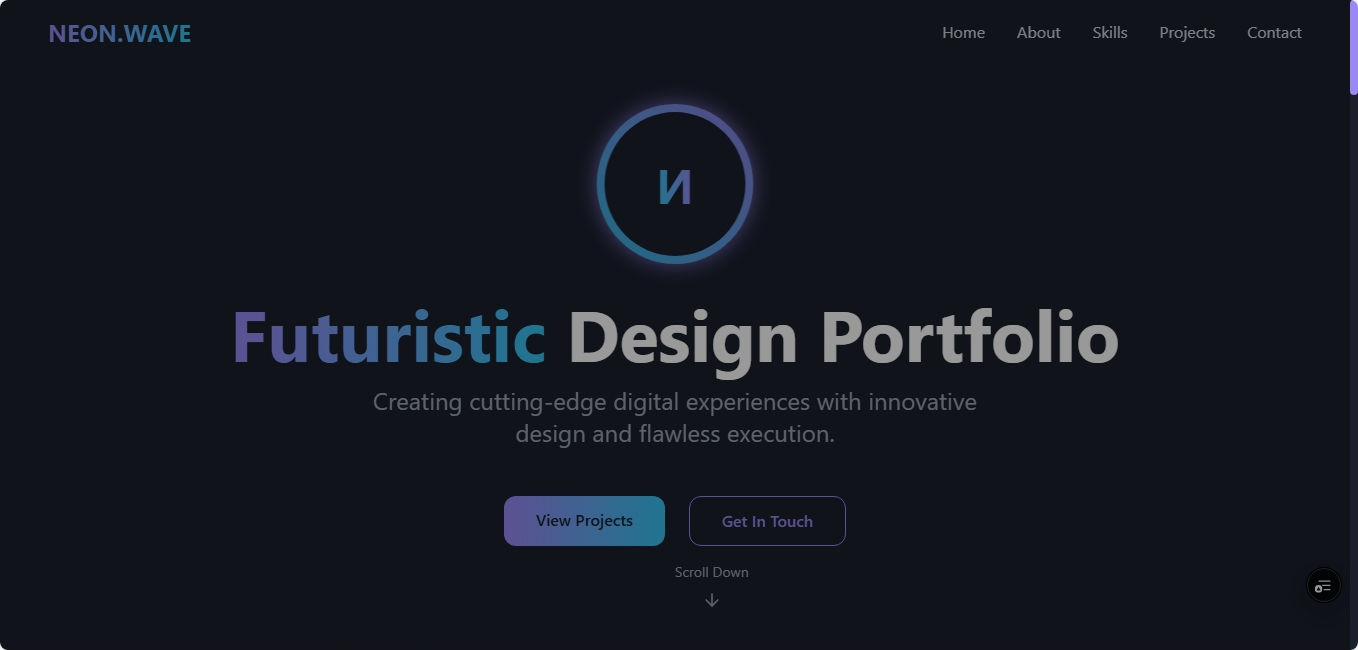 NEON.WAVE
Home About Skills Projects Contact
И
Futuristic Design Portfolio
Creating cutting-edge digital experiences with innovative
design and flawless execution.
View Projects
Get In Touch
Scroll Down